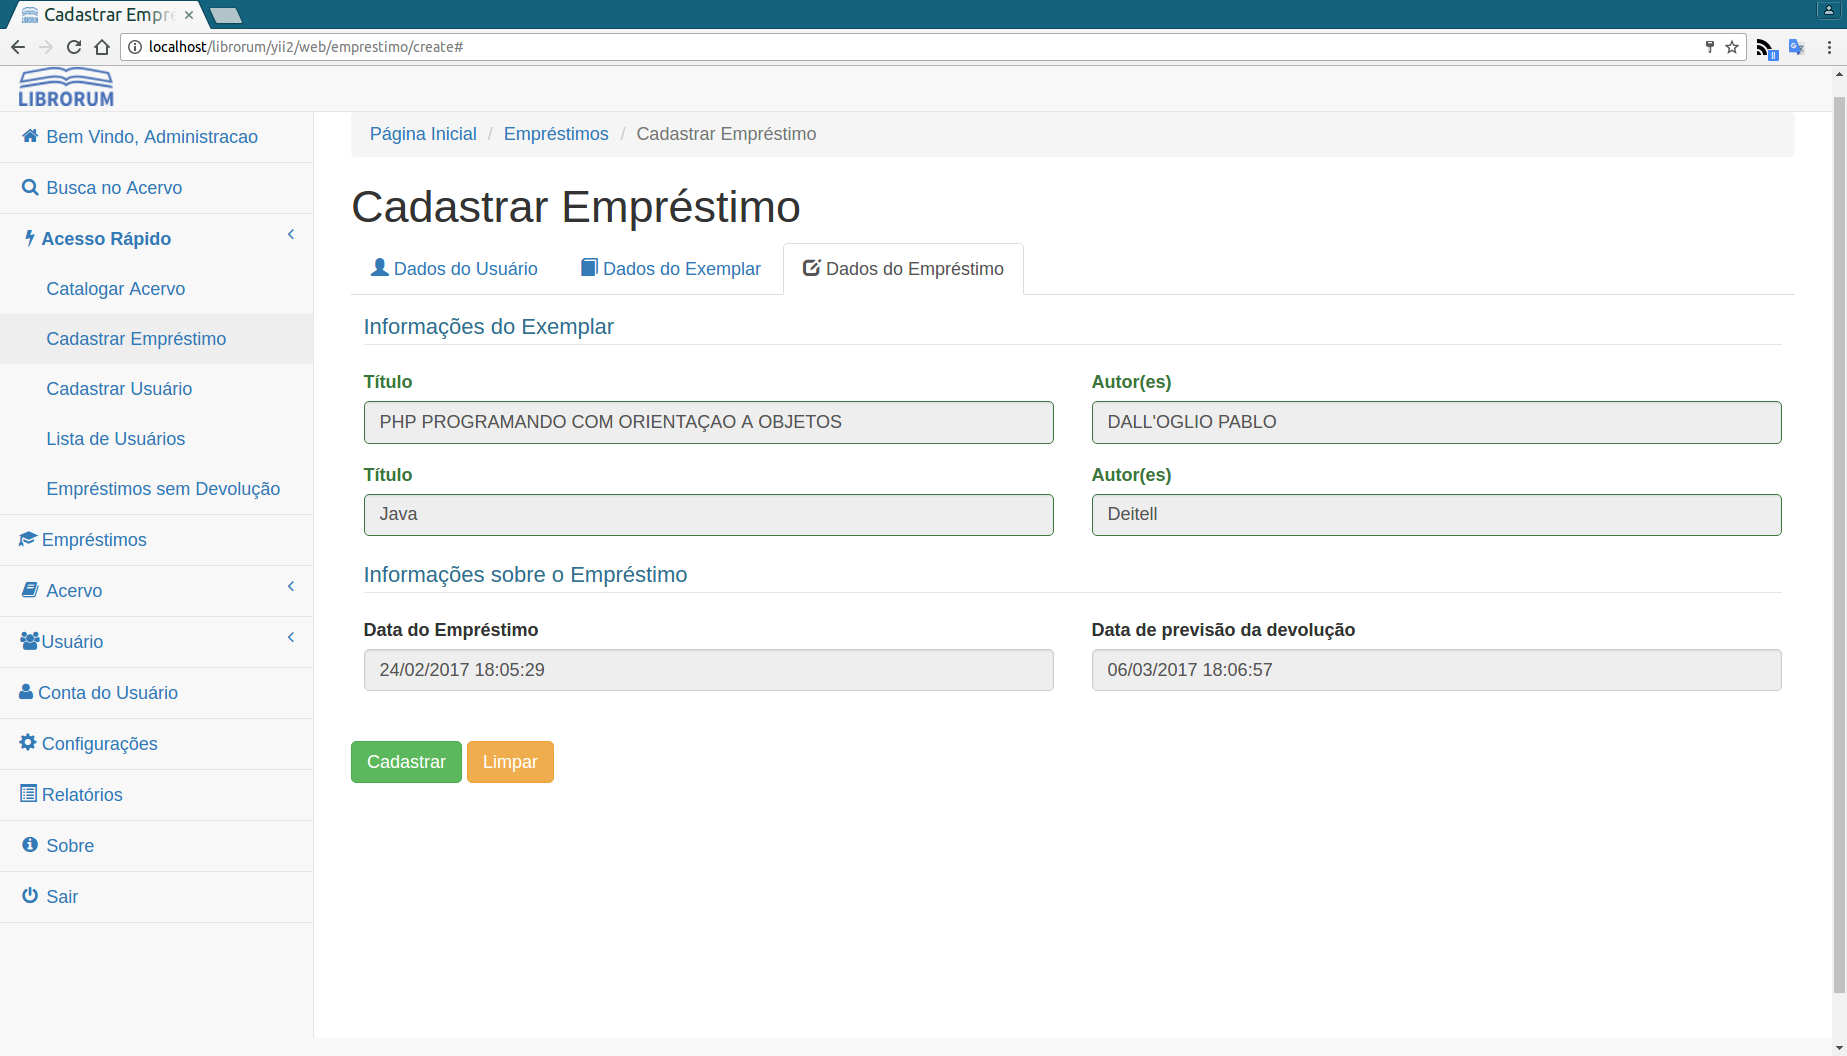 Cadastrar Empré
localhost/librorum/yii2/web/emprestimo/create#
LIBRORUM
Bem Vindo, Administracao
Busca no Acervo
Acesso Rápido
Catalogar Acervo
Cadastrar Empréstimo
Cadastrar Usuário
Lista de Usuários
Empréstimos sem Devolução
Empréstimos
Acervo
Usuário
Conta do Usuário
Configurações
Relatórios
Sobre
Sair
Página Inicial / Empréstimos / Cadastrar Empréstimo
Cadastrar Empréstimo
Dados do Usuário Dados do Exemplar Dados do Empréstimo
Informações do Exemplar
Título Autor(es)
PHP PROGRAMANDO COM ORIENTAÇAO A OBJETOS DALL'OGLIO PABLO
Título Autor(es)
Java Deitell
Informações sobre o Empréstimo
Data do Empréstimo Data de previsão da devolução
24/02/2017 18:05:29 06/03/2017 18:06:57
Cadastrar Limpar